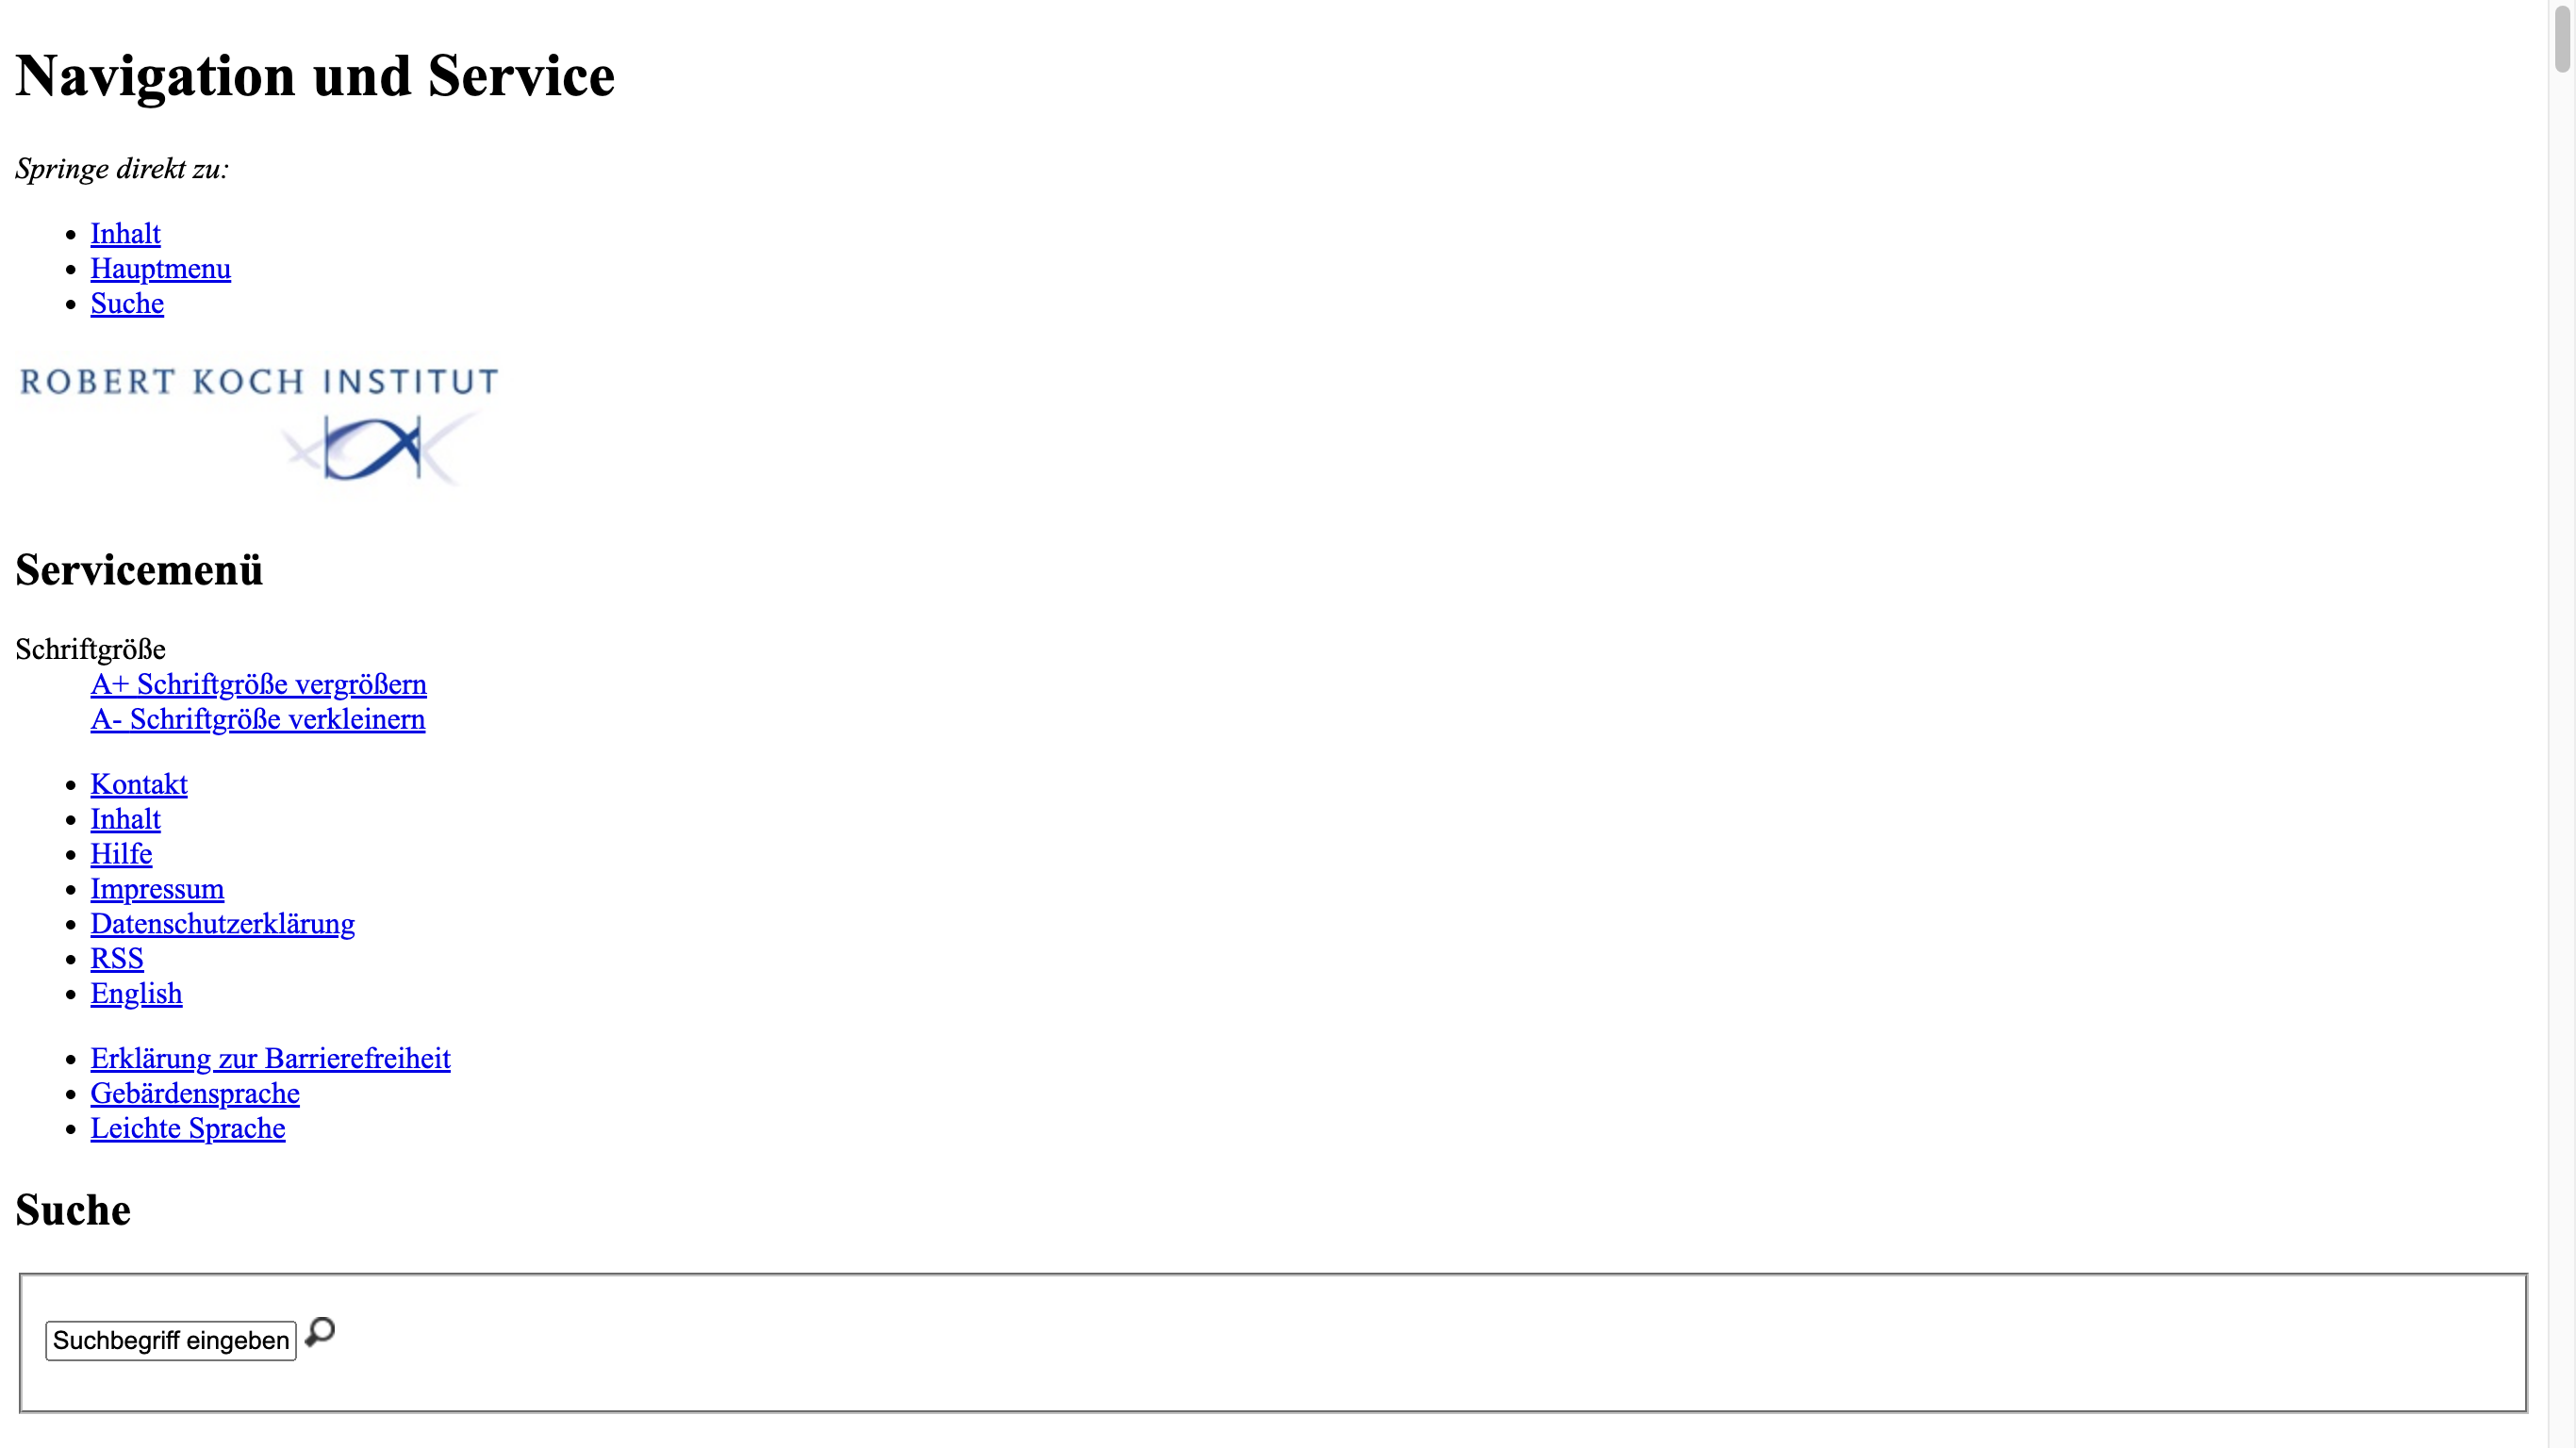 Navigation und Service
Springe direkt zu:
Inhalt
Hauptmenu
Suche
ROBERT KOCH INSTITUT
Servicemenü
Schriftgröße
A+ Schriftgröße vergrößern
A- Schriftgröße verkleinern
Kontakt
Inhalt
Hilfe
Impressum
Datenschutzerklärung
RSS
English
Erklärung zur Barrierefreiheit
Gebärdensprache
Leichte Sprache
Suche
Suchbegriff eingeben